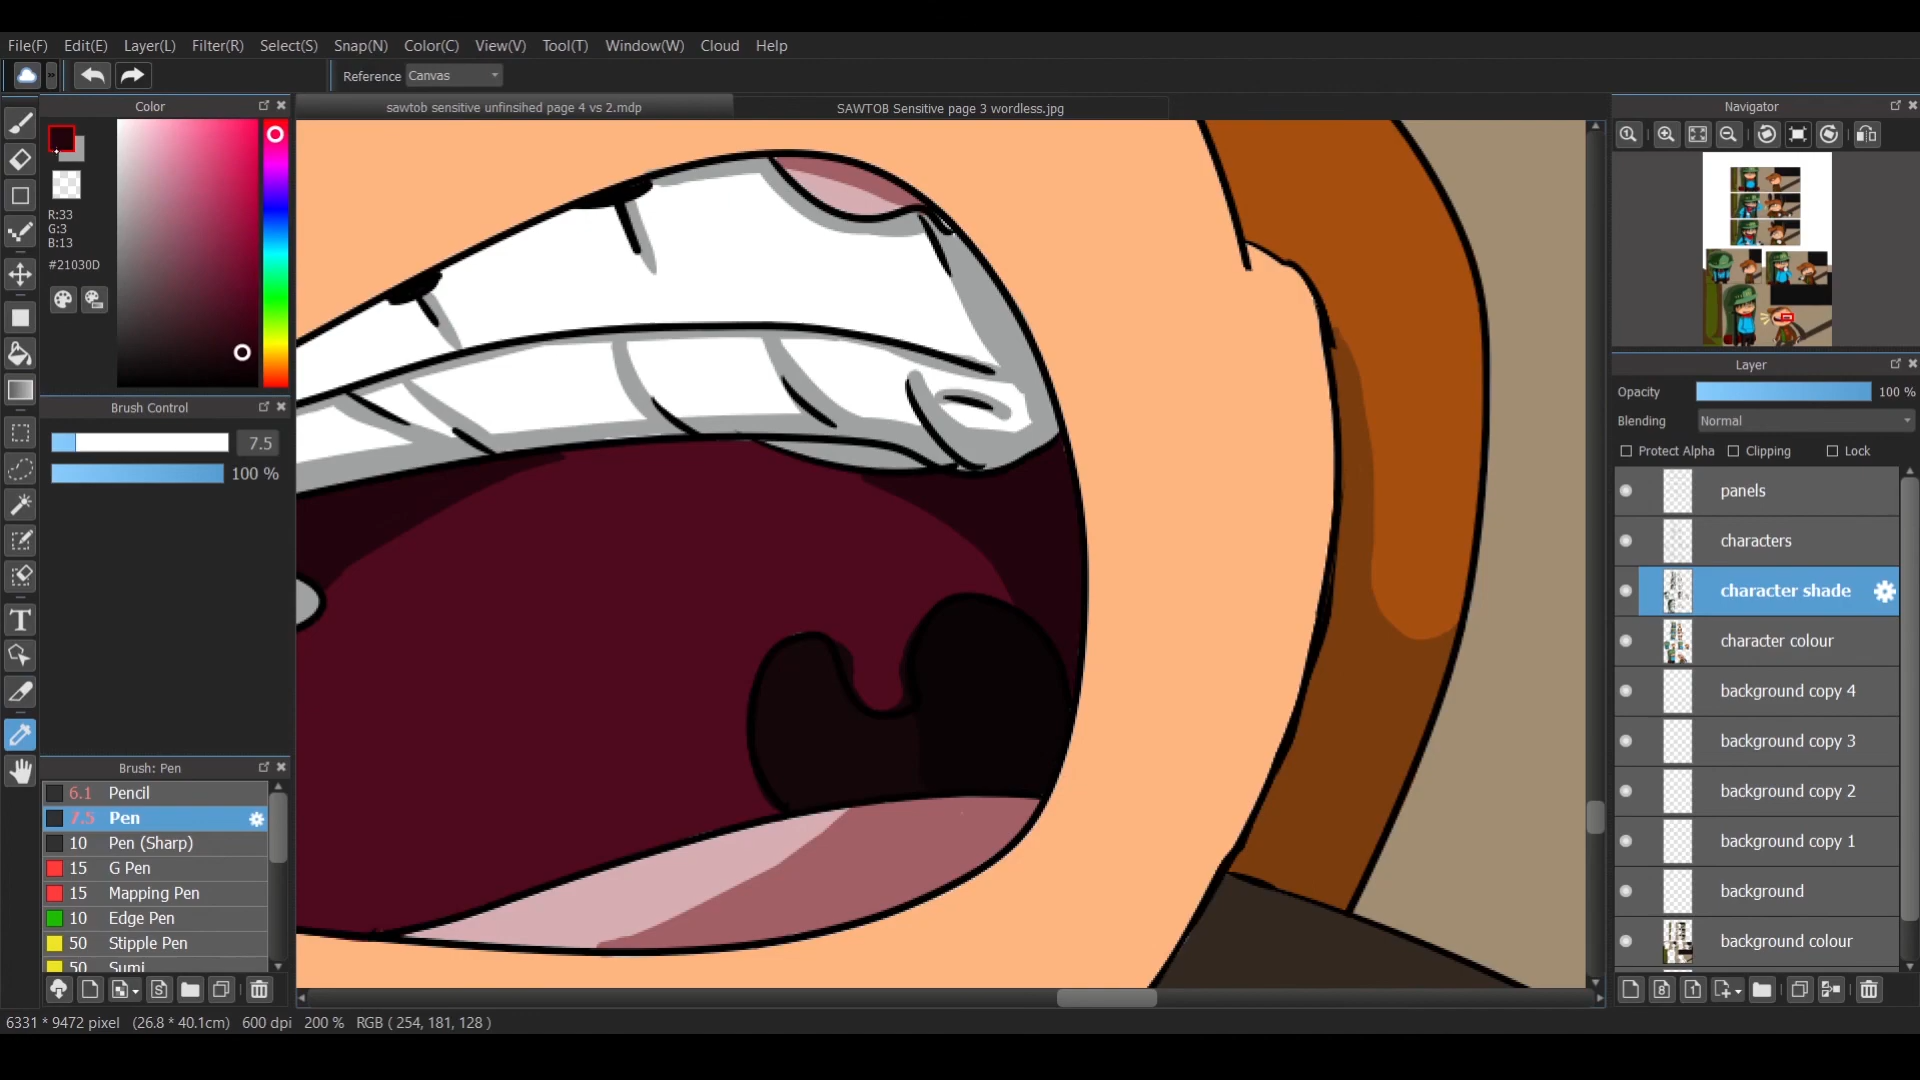 File(F) Edit(E) Layer(L) Filter(R) Select(S) Snap(N) Color(C) View(V) Tool(T) Window(W) Cloud Help
Reference Canvas
Color
sawtob sensitive unfinsihed page 4 vs 2.mdp
SAWTOB Sensitive page 3 wordless.jpg
Navigator
R:33
G:3
B:13
#21030D
Brush Control
7.5
100 %
Brush: Pen
6.1 Pencil
7.5 Pen
10 Pen (Sharp)
15 G Pen
15 Mapping Pen
10 Edge Pen
50 Stipple Pen
50 Sumi
Layer
Opacity 100 %
Blending Normal
Protect Alpha Clipping Lock
panels
characters
character shade
character colour
background copy 4
background copy 3
background copy 2
background copy 1
background
background colour
6331 * 9472 pixel (26.8 * 40.1cm) 600 dpi 200 % RGB ( 254, 181, 128 )